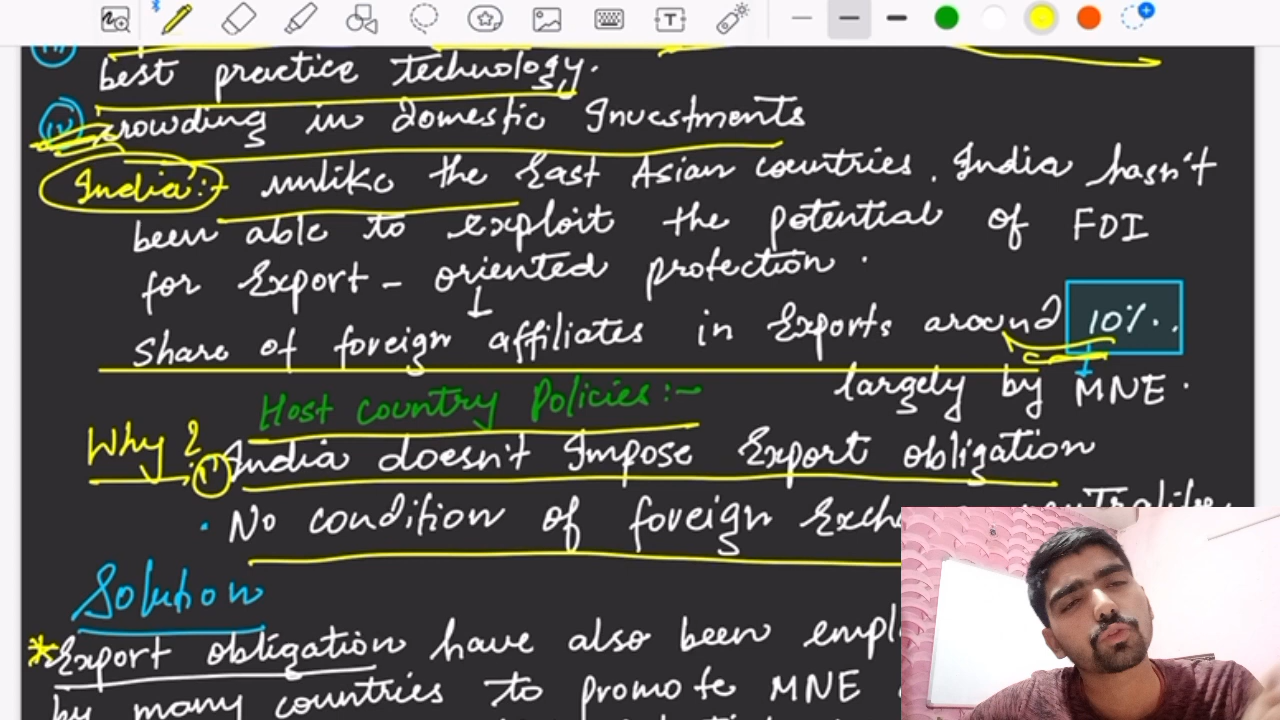 best practice technology.
(iv) crowding in domestic Investments
India:- unlike the East Asian countries, India hasn't
been able to exploit the potential of FDI
for Export - oriented protection.
Share of foreign affiliates in Exports around 10%.
largely by MNE.
Host country Policies:-
Why?
(i) India doesn't Impose Export obligation
• No condition of foreign
Solution
* Export obligation have also been
by many countries to promote MNE